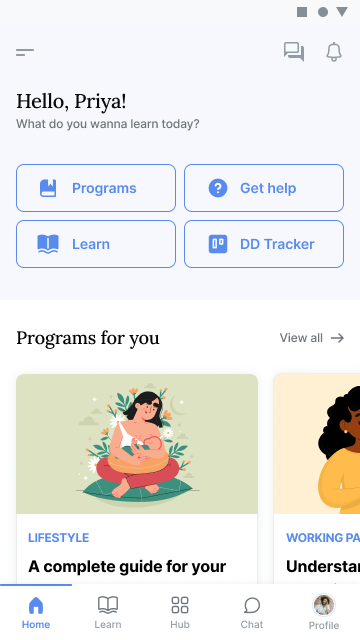 Hello, Priya!
What do you wanna learn today?
Programs
Get help
Learn
DD Tracker
Programs for you
View all
LIFESTYLE
A complete guide for your
WORKING PA
Understan
Home
Learn
Hub
Chat
Profile